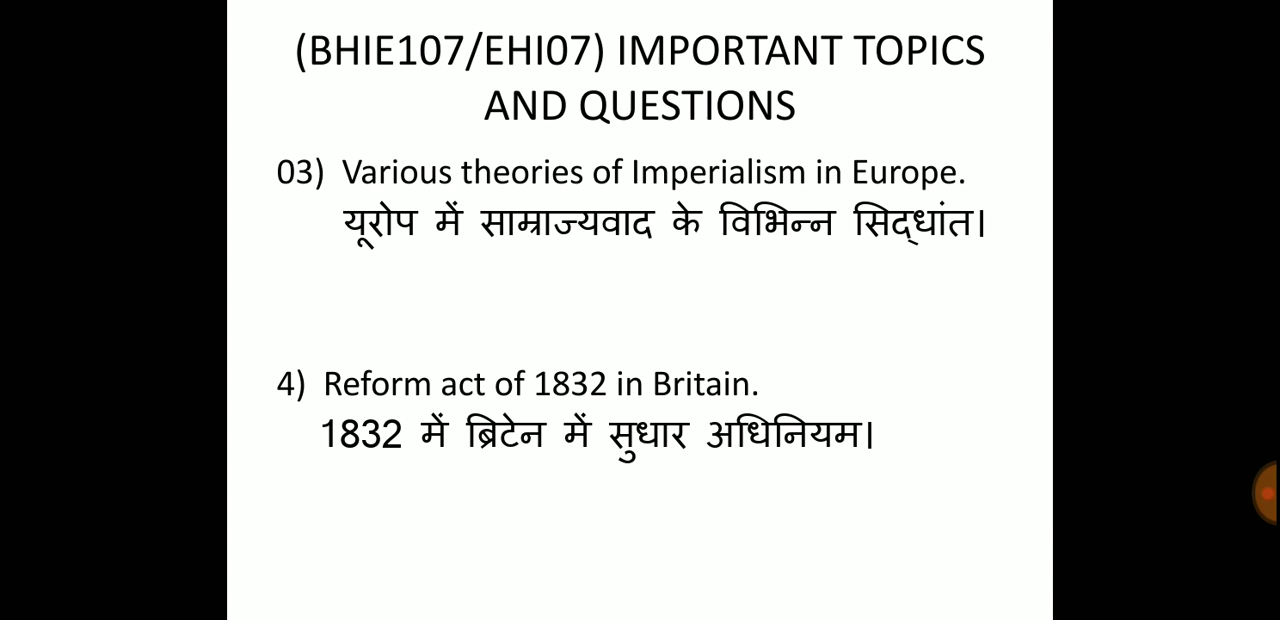 (BHIE107/EHI07) IMPORTANT TOPICS
AND QUESTIONS
03) Various theories of Imperialism in Europe.
यूरोप में साम्राज्यवाद के विभिन्न सिद्धांत।
4) Reform act of 1832 in Britain.
1832 में ब्रिटेन में सुधार अधिनियम।